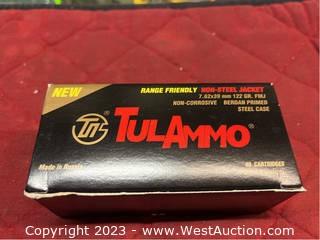 NEW
RANGE FRIENDLY NON-STEEL JACKET
7.62x39 mm 122 GR. FMJ
NON-CORROSIVE BERDAN PRIMED
STEEL CASE
TULAMMO
Made in Russia
40 CARTRIDGES
Copyright - 2023 - www.WestAuction.com